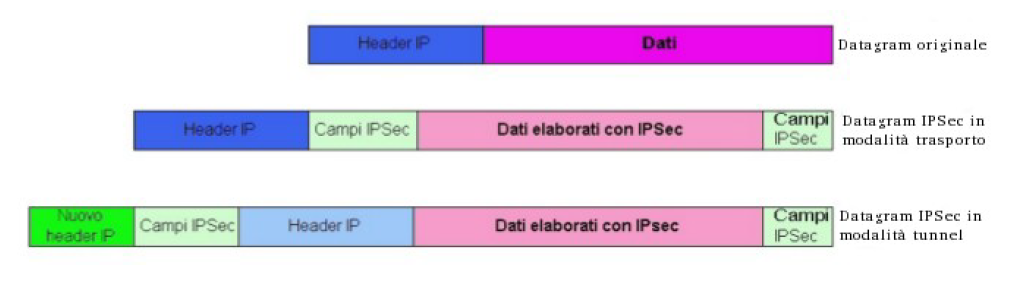 Header IP Dati Datagram originale
Header IP Campi IPSec Dati elaborati con IPSec Campi IPSec Datagram IPSec in modalità trasporto
Nuovo header IP Campi IPSec Header IP Dati elaborati con IPsec Campi IPSec Datagram IPSec in modalità tunnel